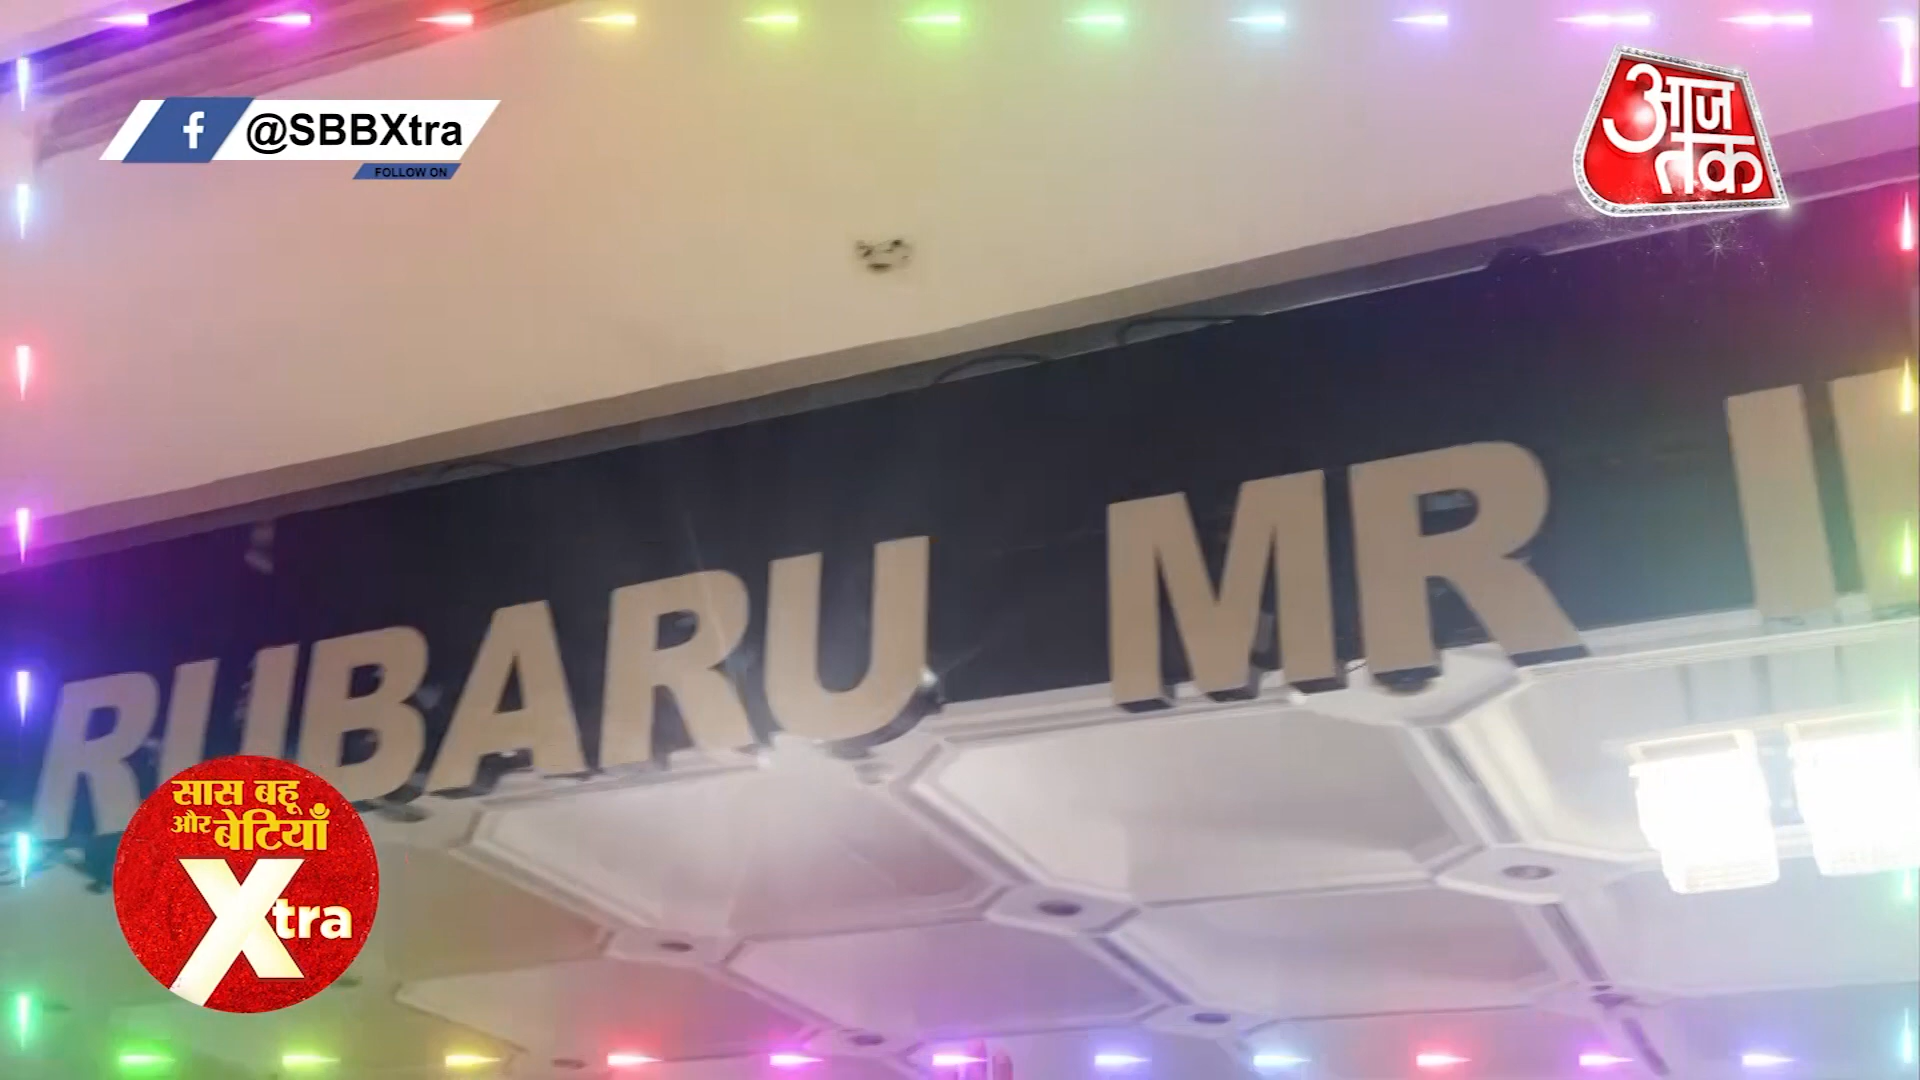 @SBBXtra
FOLLOW ON
आज
तक
RUBARU MR I
सास बहू
और बेटियाँ
Xtra